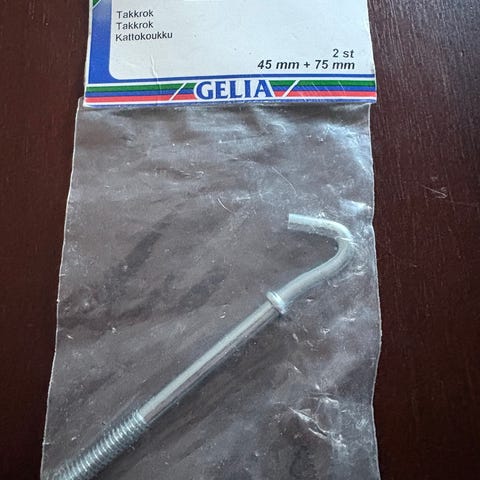 Takkrok
Takkrok
Kattokoukku
2 st
45 mm + 75 mm
GELIA